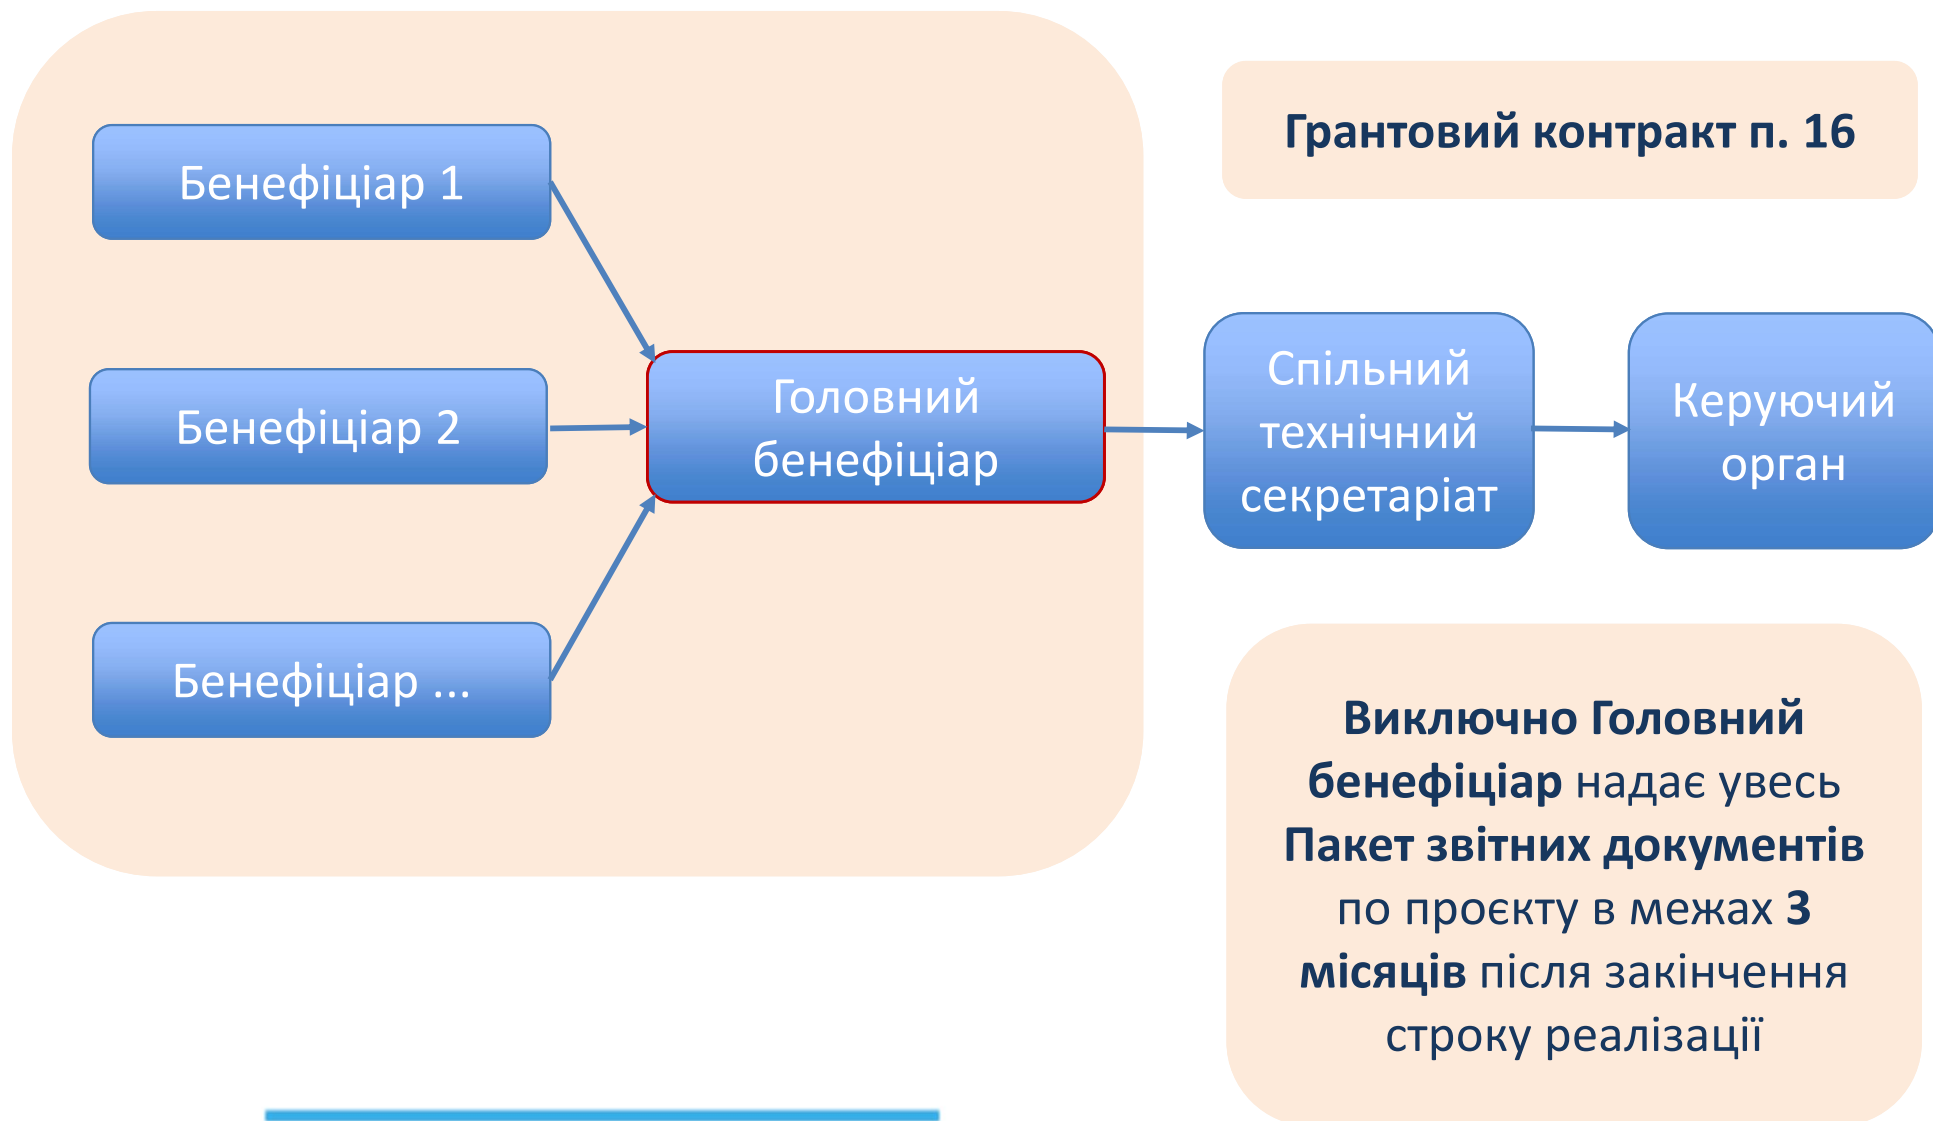 Грантовий контракт п. 16
Бенефіціар 1
Бенефіціар 2
Бенефіціар ...
Головний
бенефіціар
Спільний
технічний
секретаріат
Керуючий
орган
Виключно Головний
бенефіціар надає увесь
Пакет звітних документів
по проєкту в межах 3
місяців після закінчення
строку реалізації